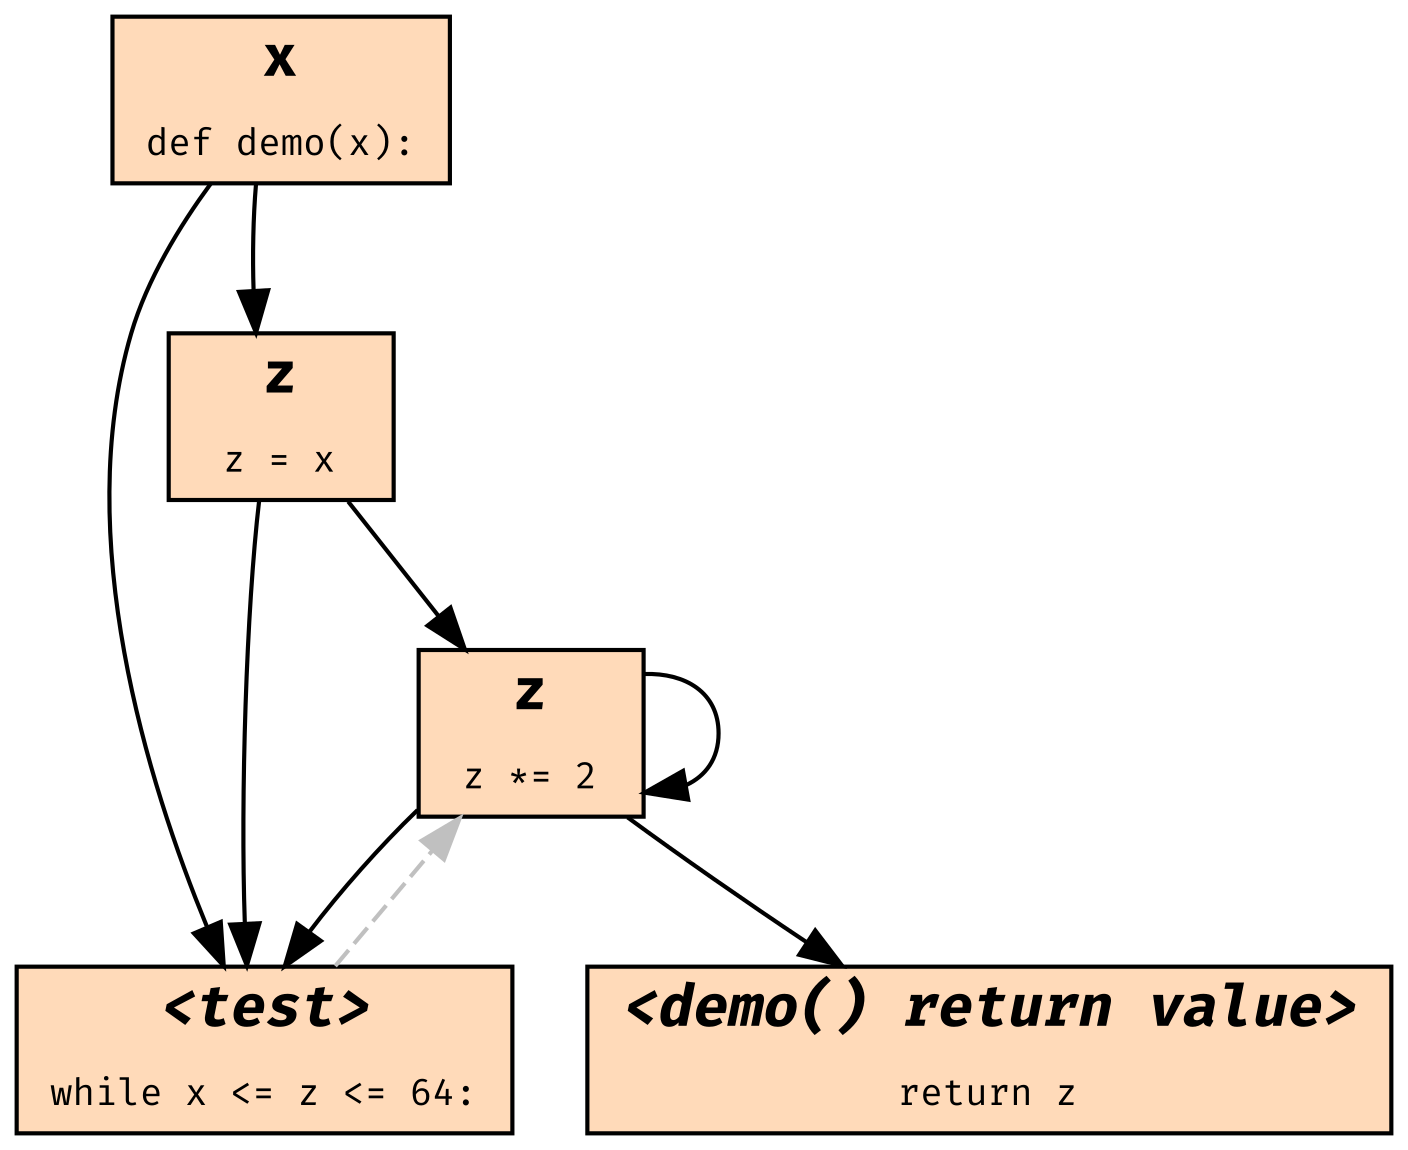 x
def demo(x):
z
z = x
z
z *= 2
<test>
while x <= z <= 64:
<demo() return value>
return z